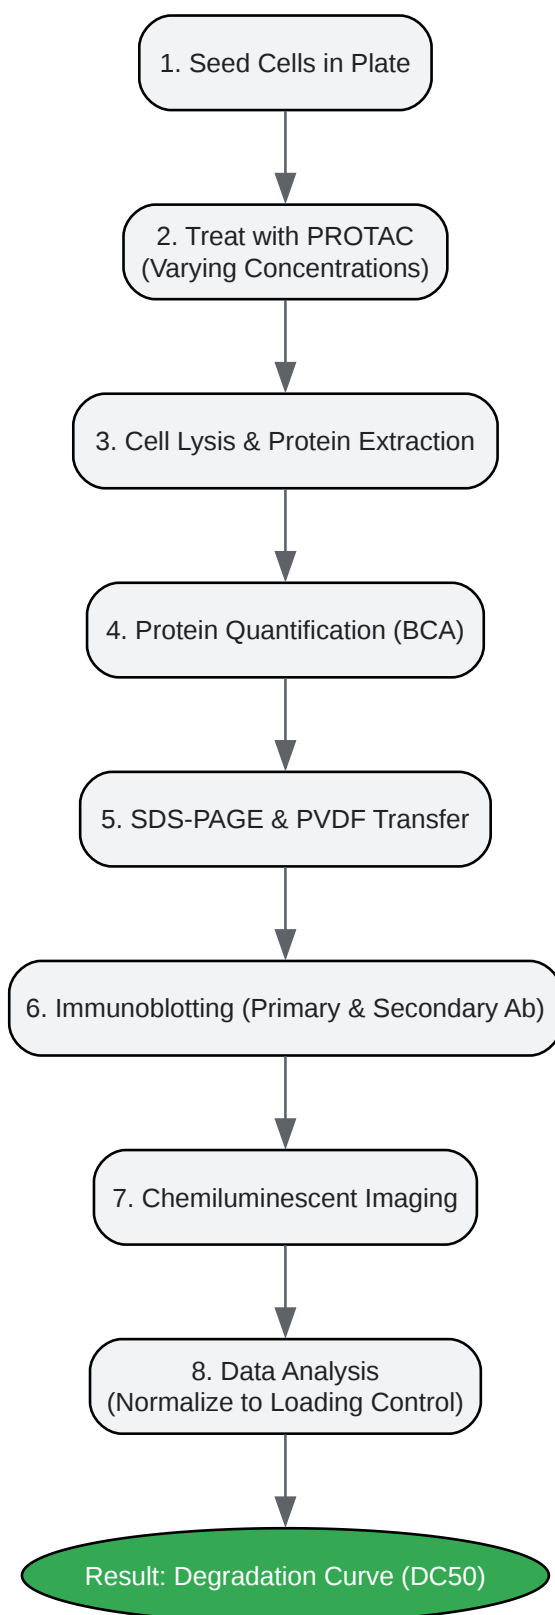 1. Seed Cells in Plate
2. Treat with PROTAC
(Varying Concentrations)
3. Cell Lysis & Protein Extraction
4. Protein Quantification (BCA)
5. SDS-PAGE & PVDF Transfer
6. Immunoblotting (Primary & Secondary Ab)
7. Chemiluminescent Imaging
8. Data Analysis
(Normalize to Loading Control)
Result: Degradation Curve (DC50)